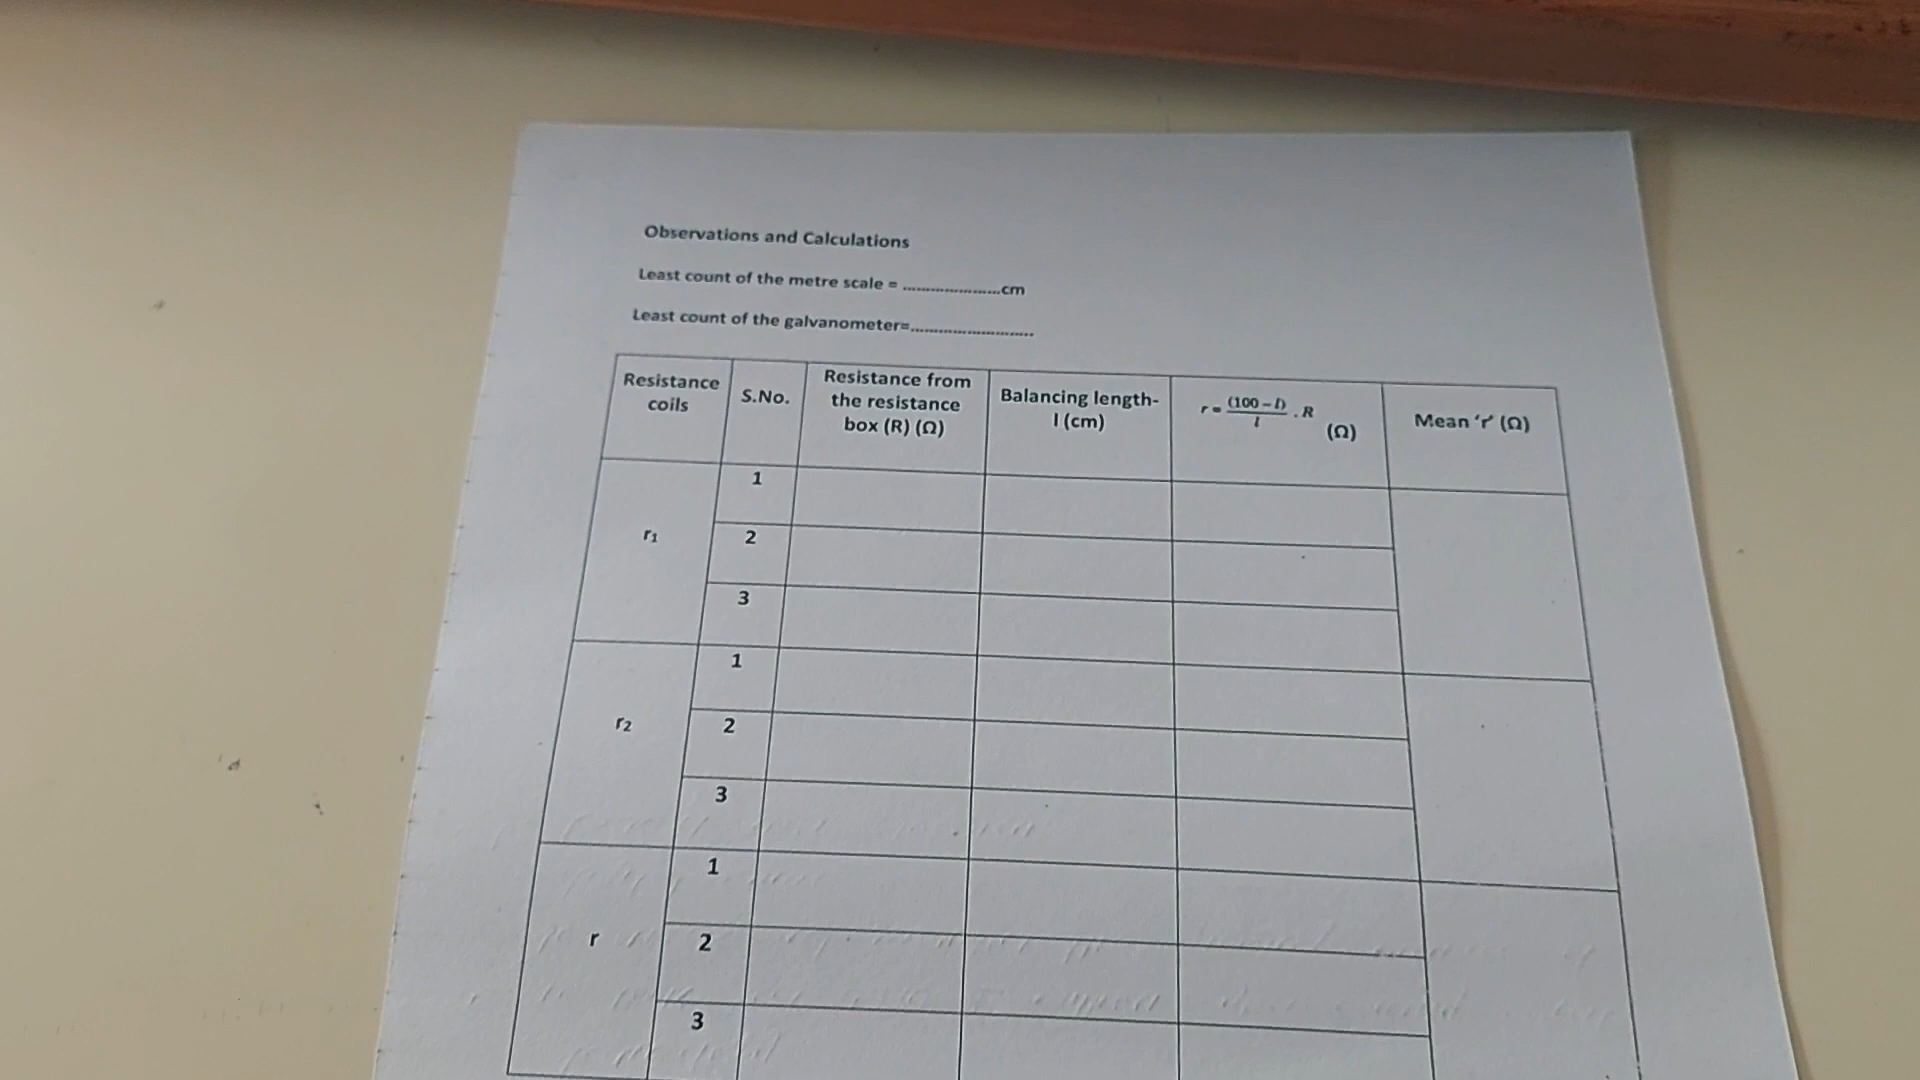 Observations and Calculations
Least count of the metre scale = .....................cm
Least count of the galvanometer=..........................
Resistance coils
S.No.
Resistance from the resistance box (R) (Ω)
Balancing length- l (cm)
r = (100 – l) / l . R (Ω)
Mean ‘r’ (Ω)
r₁
1
2
3
r₂
1
2
3
r
1
2
3